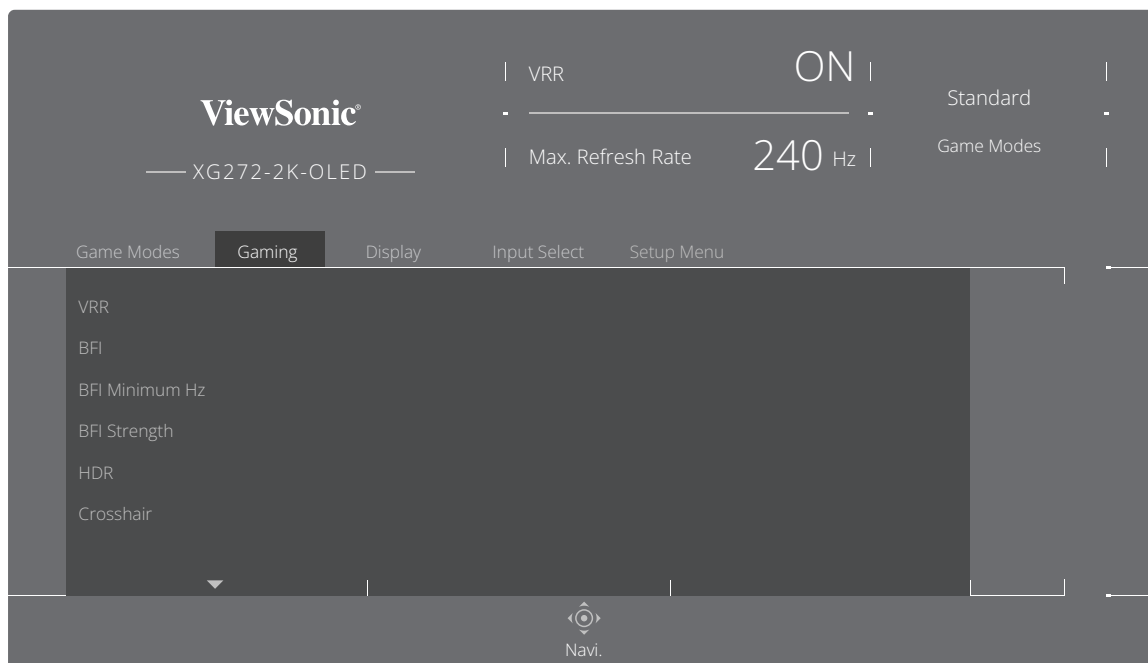 ViewSonic®
XG272-2K-OLED
VRR ON
Max. Refresh Rate 240 Hz
Standard
Game Modes
Game Modes Gaming Display Input Select Setup Menu
VRR
BFI
BFI Minimum Hz
BFI Strength
HDR
Crosshair
Navi.